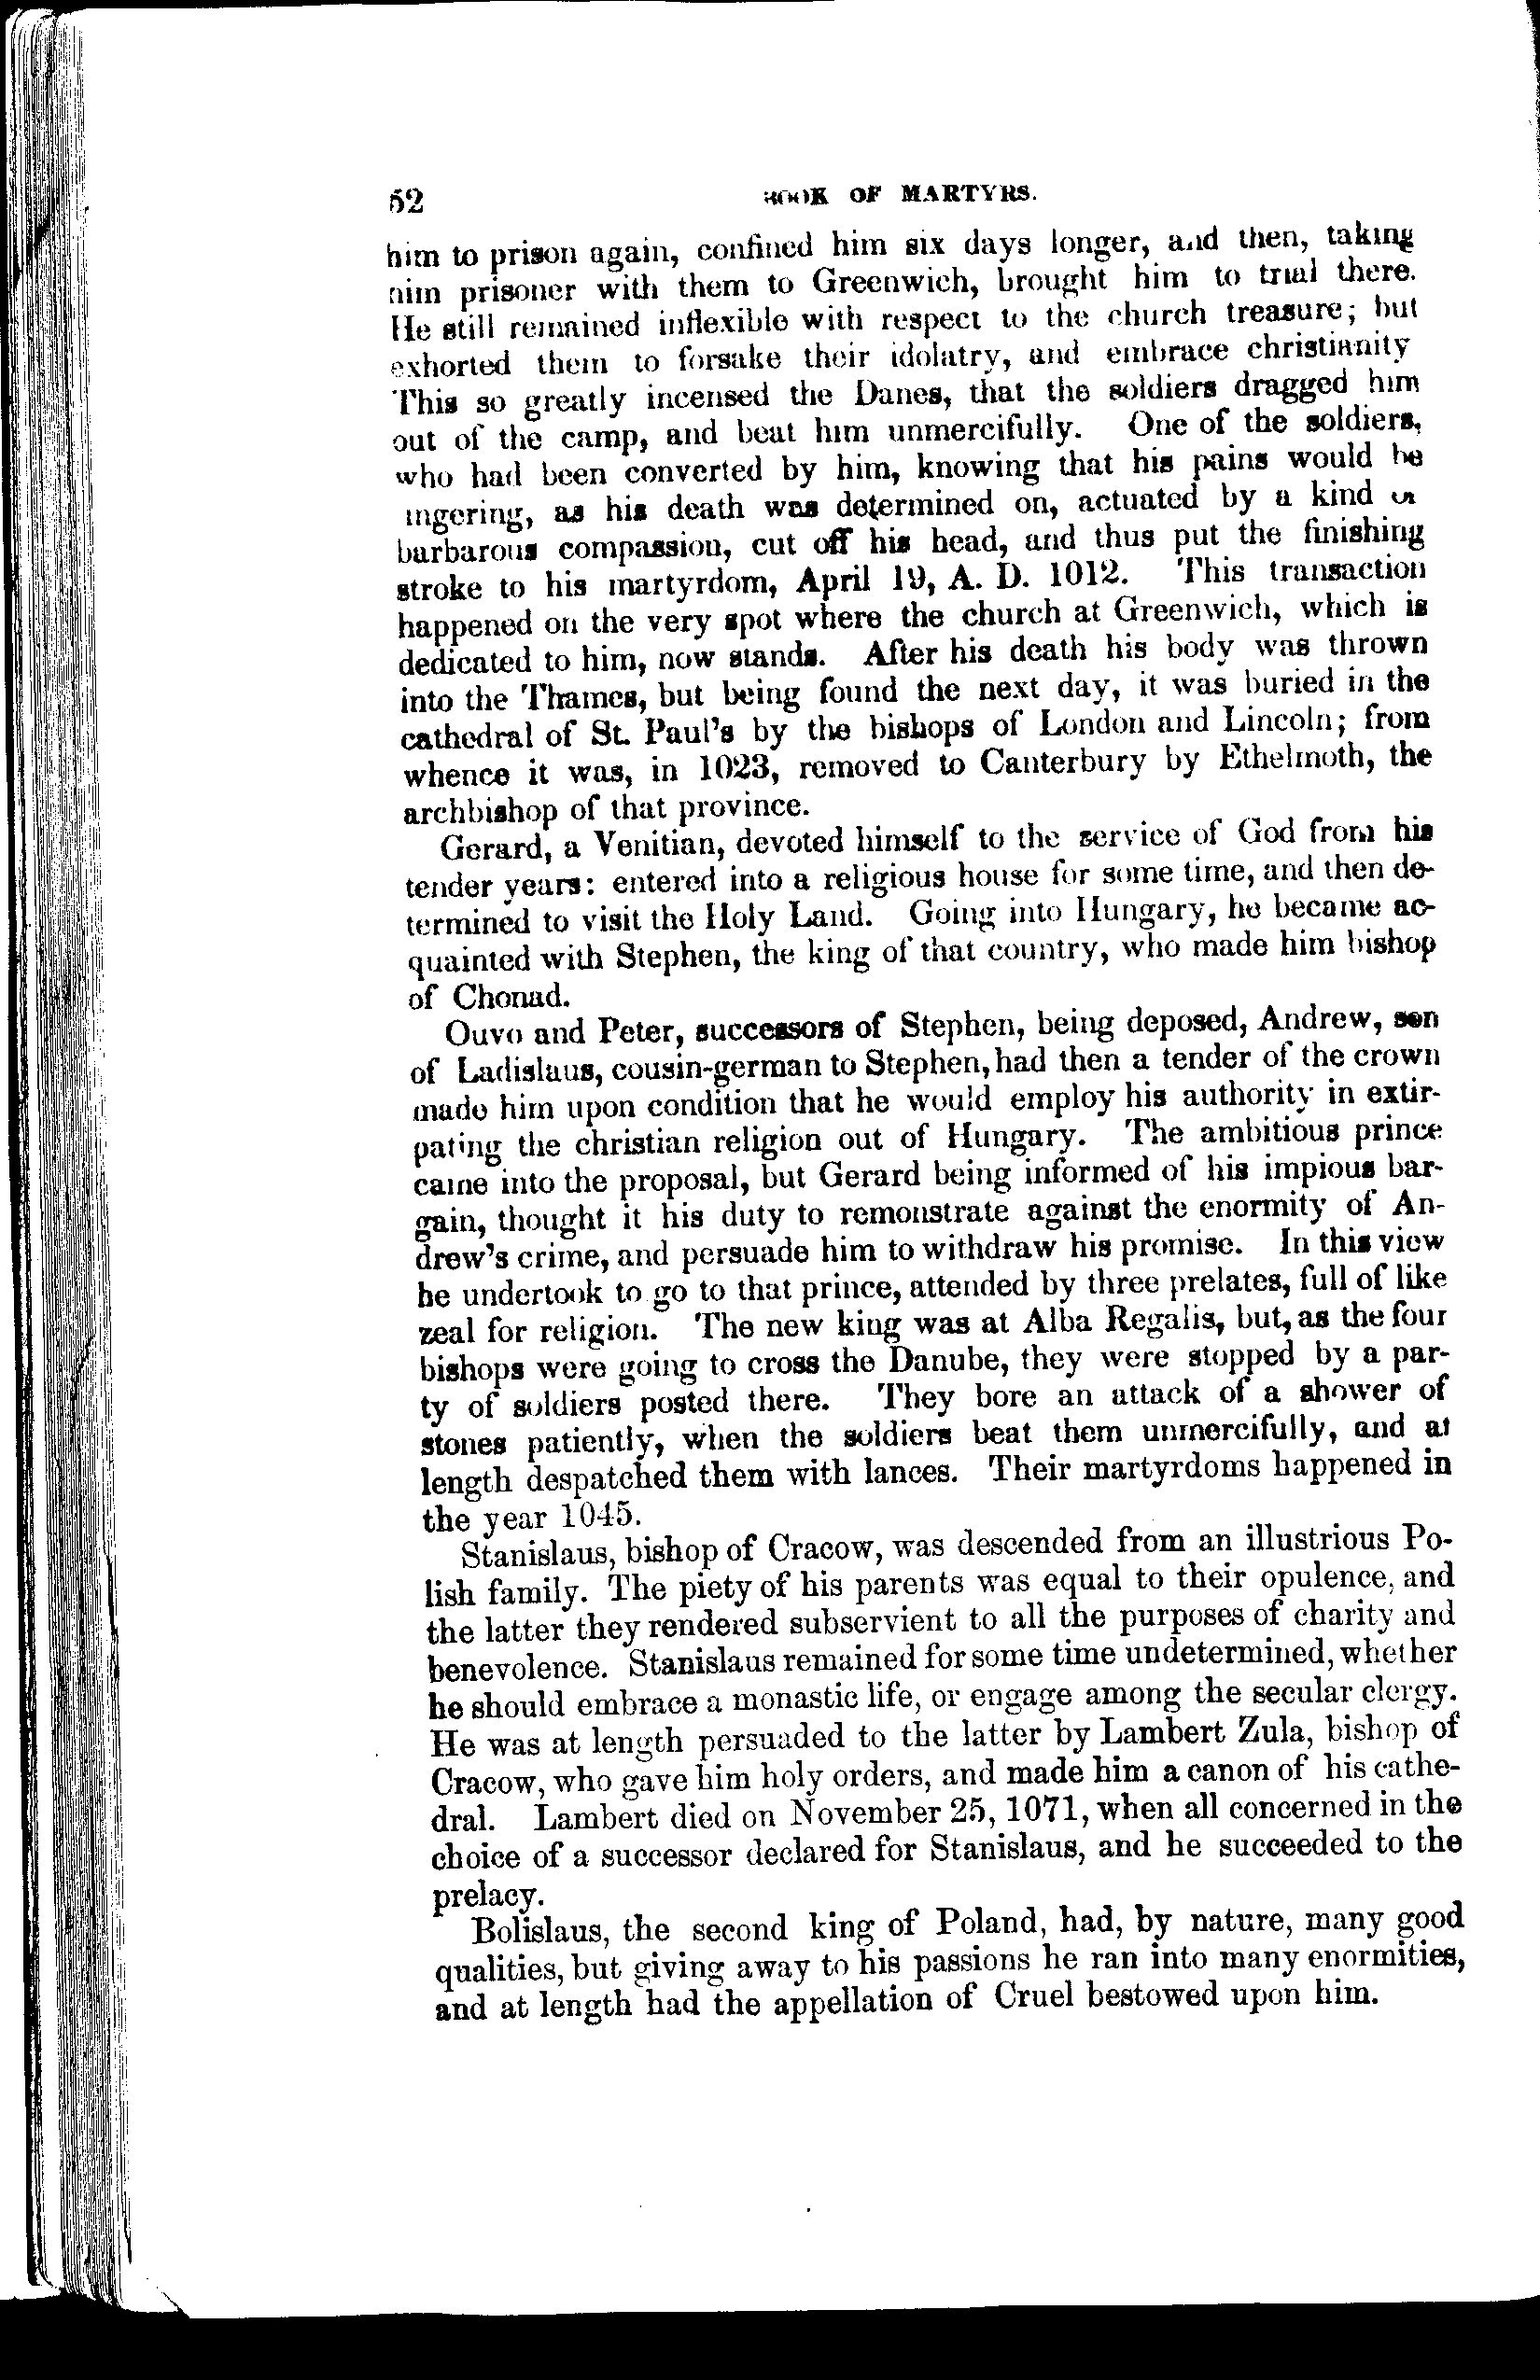 52 BOOK OF MARTYRS.
him to prison again, confined him six days longer, and then, taking
him prisoner with them to Greenwich, brought him to trial there.
He still remained inflexible with respect to the church treasure; but
exhorted them to forsake their idolatry, and embrace christianity
This so greatly incensed the Danes, that the soldiers dragged him
out of the camp, and beat him unmercifully. One of the soldiers,
who had been converted by him, knowing that his pains would be
ingering, as his death was determined on, actuated by a kind of
barbarous compassion, cut off his head, and thus put the finishing
stroke to his martyrdom, April 19, A. D. 1012. This transaction
happened on the very spot where the church at Greenwich, which is
dedicated to him, now stands. After his death his body was thrown
into the Thames, but being found the next day, it was buried in the
cathedral of St. Paul's by the bishops of London and Lincoln; from
whence it was, in 1023, removed to Canterbury by Ethelmoth, the
archbishop of that province.
Gerard, a Venitian, devoted himself to the service of God from his
tender years: entered into a religious house for some time, and then de-
termined to visit the Holy Land. Going into Hungary, he became ac-
quainted with Stephen, the king of that country, who made him bishop
of Chonad.
Ouvo and Peter, successors of Stephen, being deposed, Andrew, son
of Ladislaus, cousin-german to Stephen, had then a tender of the crown
made him upon condition that he would employ his authority in extir-
pating the christian religion out of Hungary. The ambitious prince
came into the proposal, but Gerard being informed of his impious bar-
gain, thought it his duty to remonstrate against the enormity of An-
drew's crime, and persuade him to withdraw his promise. In this view
he undertook to go to that prince, attended by three prelates, full of like
zeal for religion. The new king was at Alba Regalis, but, as the four
bishops were going to cross the Danube, they were stopped by a par-
ty of soldiers posted there. They bore an attack of a shower of
stones patiently, when the soldiers beat them unmercifully, and at
length despatched them with lances. Their martyrdoms happened in
the year 1045.
Stanislaus, bishop of Cracow, was descended from an illustrious Po-
lish family. The piety of his parents was equal to their opulence, and
the latter they rendered subservient to all the purposes of charity and
benevolence. Stanislaus remained for some time undetermined, whether
he should embrace a monastic life, or engage among the secular clergy.
He was at length persuaded to the latter by Lambert Zula, bishop of
Cracow, who gave him holy orders, and made him a canon of his cathe-
dral. Lambert died on November 25, 1071, when all concerned in the
choice of a successor declared for Stanislaus, and he succeeded to the
prelacy.
Bolislaus, the second king of Poland, had, by nature, many good
qualities, but giving away to his passions he ran into many enormities,
and at length had the appellation of Cruel bestowed upon him.